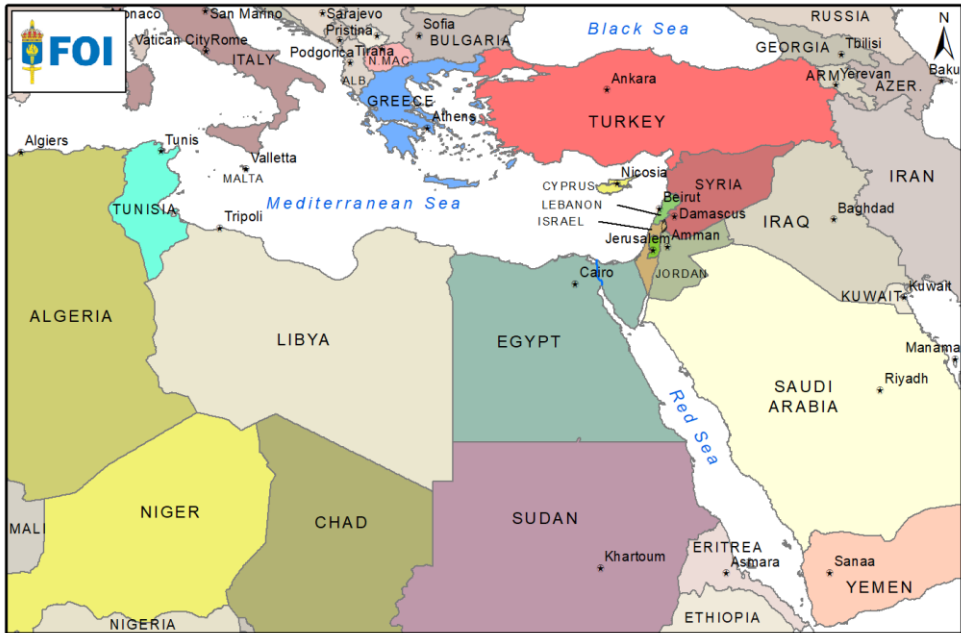 FOI
Monaco
San Marino
Sarajevo
Sofia
Black Sea
RUSSIA
N
Pristina
BULGARIA
GEORGIA
Tbilisi
Vatican City
Rome
Podgorica
Tirana
ITALY
N.MAC
ALB.
Ankara
ARM
Yerevan
AZER.
Baku
GREECE
Athens
TURKEY
Algiers
Tunis
Valletta
MALTA
CYPRUS
Nicosia
SYRIA
IRAN
TUNISIA
Mediterranean Sea
LEBANON
Beirut
Tripoli
ISRAEL
Damascus
IRAQ
Baghdad
Jerusalem
Amman
Cairo
JORDAN
KUWAIT
Kuwait
ALGERIA
LIBYA
EGYPT
Manama
Riyadh
SAUDI
ARABIA
Red Sea
NIGER
CHAD
SUDAN
MALI
Khartoum
ERITREA
Asmara
Sanaa
YEMEN
NIGERIA
ETHIOPIA